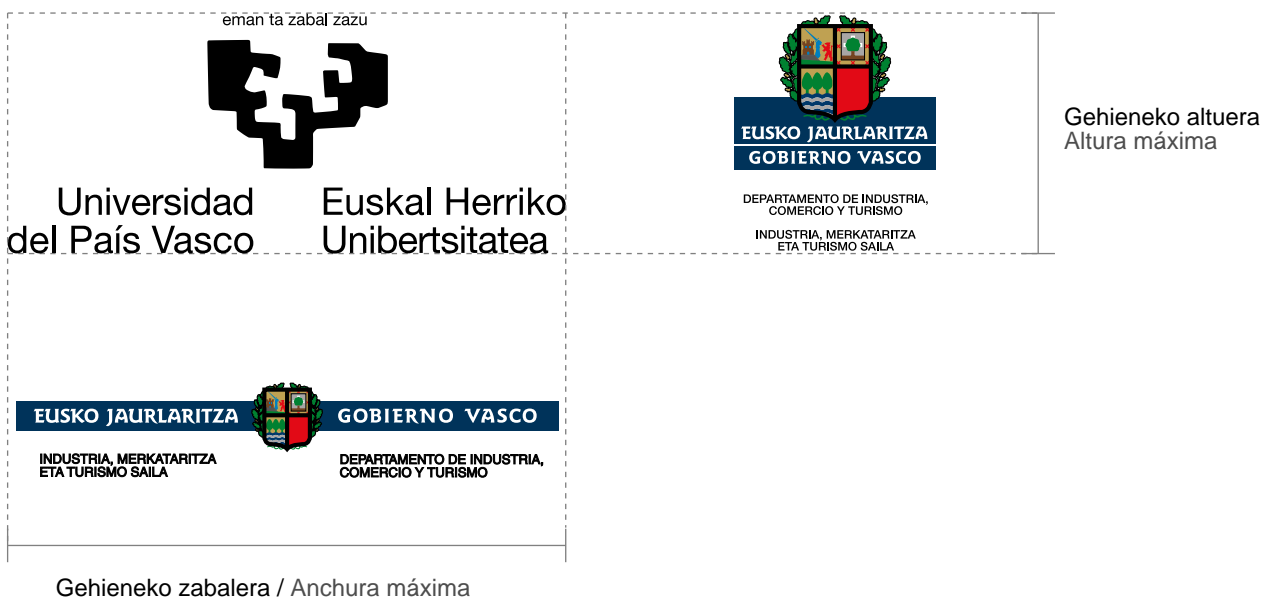 eman ta zabal zazu
Universidad
del País Vasco
Euskal Herriko
Unibertsitatea
EUSKO JAURLARITZA
GOBIERNO VASCO
DEPARTAMENTO DE INDUSTRIA,
COMERCIO Y TURISMO
INDUSTRIA, MERKATARITZA
ETA TURISMO SAILA
Gehieneko altuera
Altura máxima
EUSKO JAURLARITZA
GOBIERNO VASCO
INDUSTRIA, MERKATARITZA
ETA TURISMO SAILA
DEPARTAMENTO DE INDUSTRIA,
COMERCIO Y TURISMO
Gehieneko zabalera / Anchura máxima